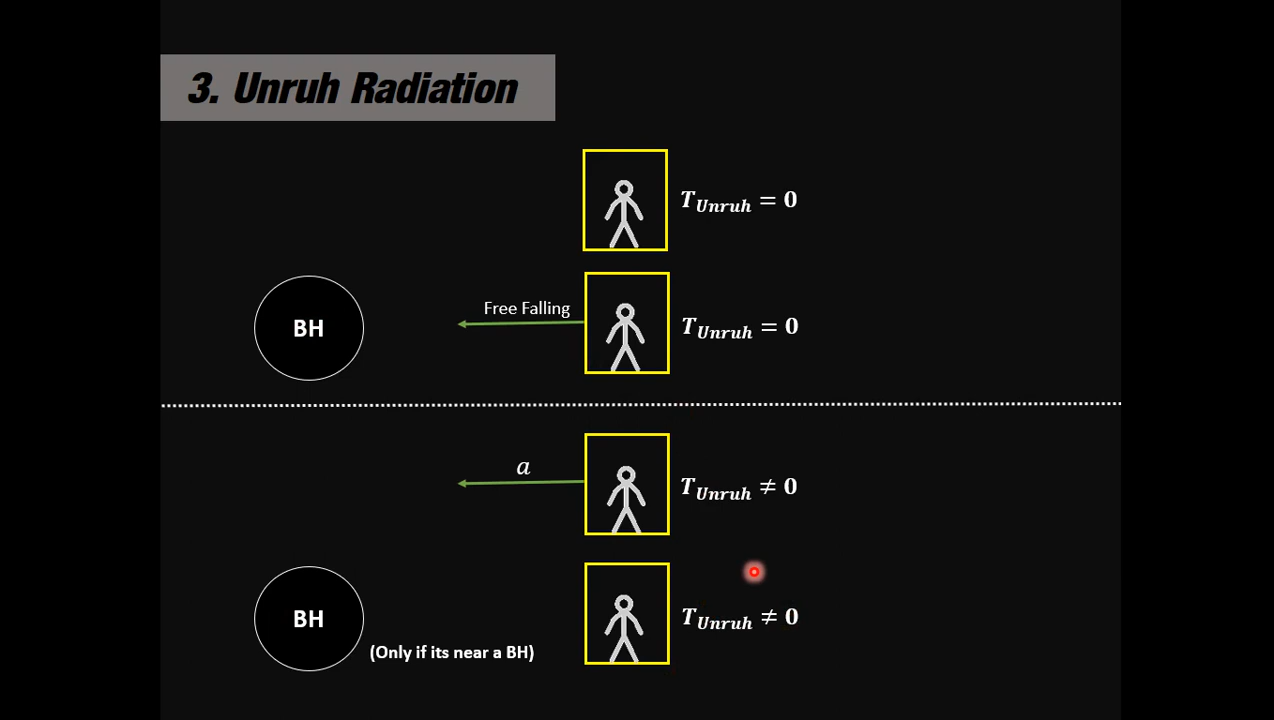 3. Unruh Radiation
T_Unruh = 0
Free Falling
BH
T_Unruh = 0
a
T_Unruh ≠ 0
BH
T_Unruh ≠ 0
(Only if its near a BH)